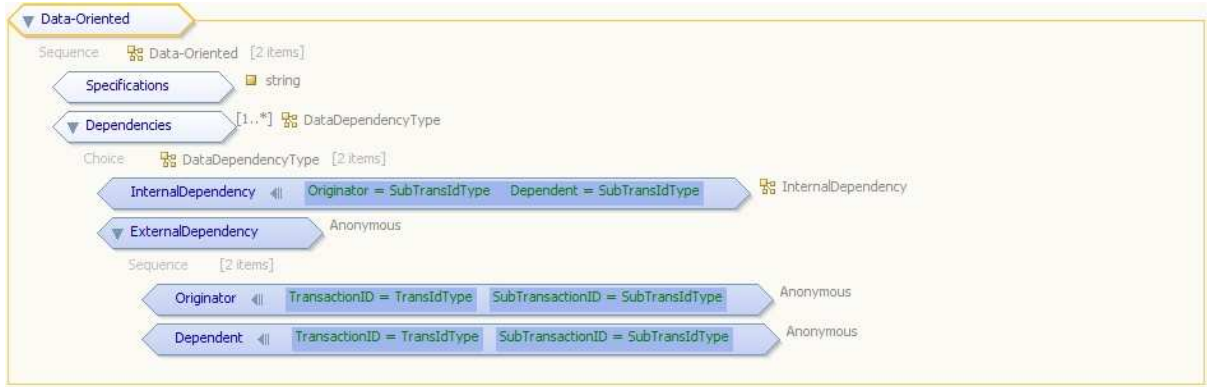 Data-Oriented
Sequence Data-Oriented [2 items]
Specifications string
Dependencies [1..*] DataDependencyType
Choice DataDependencyType [2 items]
InternalDependency Originator = SubTransIdType Dependent = SubTransIdType InternalDependency
ExternalDependency Anonymous
Sequence [2 items]
Originator TransactionID = TransIdType SubTransactionID = SubTransIdType Anonymous
Dependent TransactionID = TransIdType SubTransactionID = SubTransIdType Anonymous